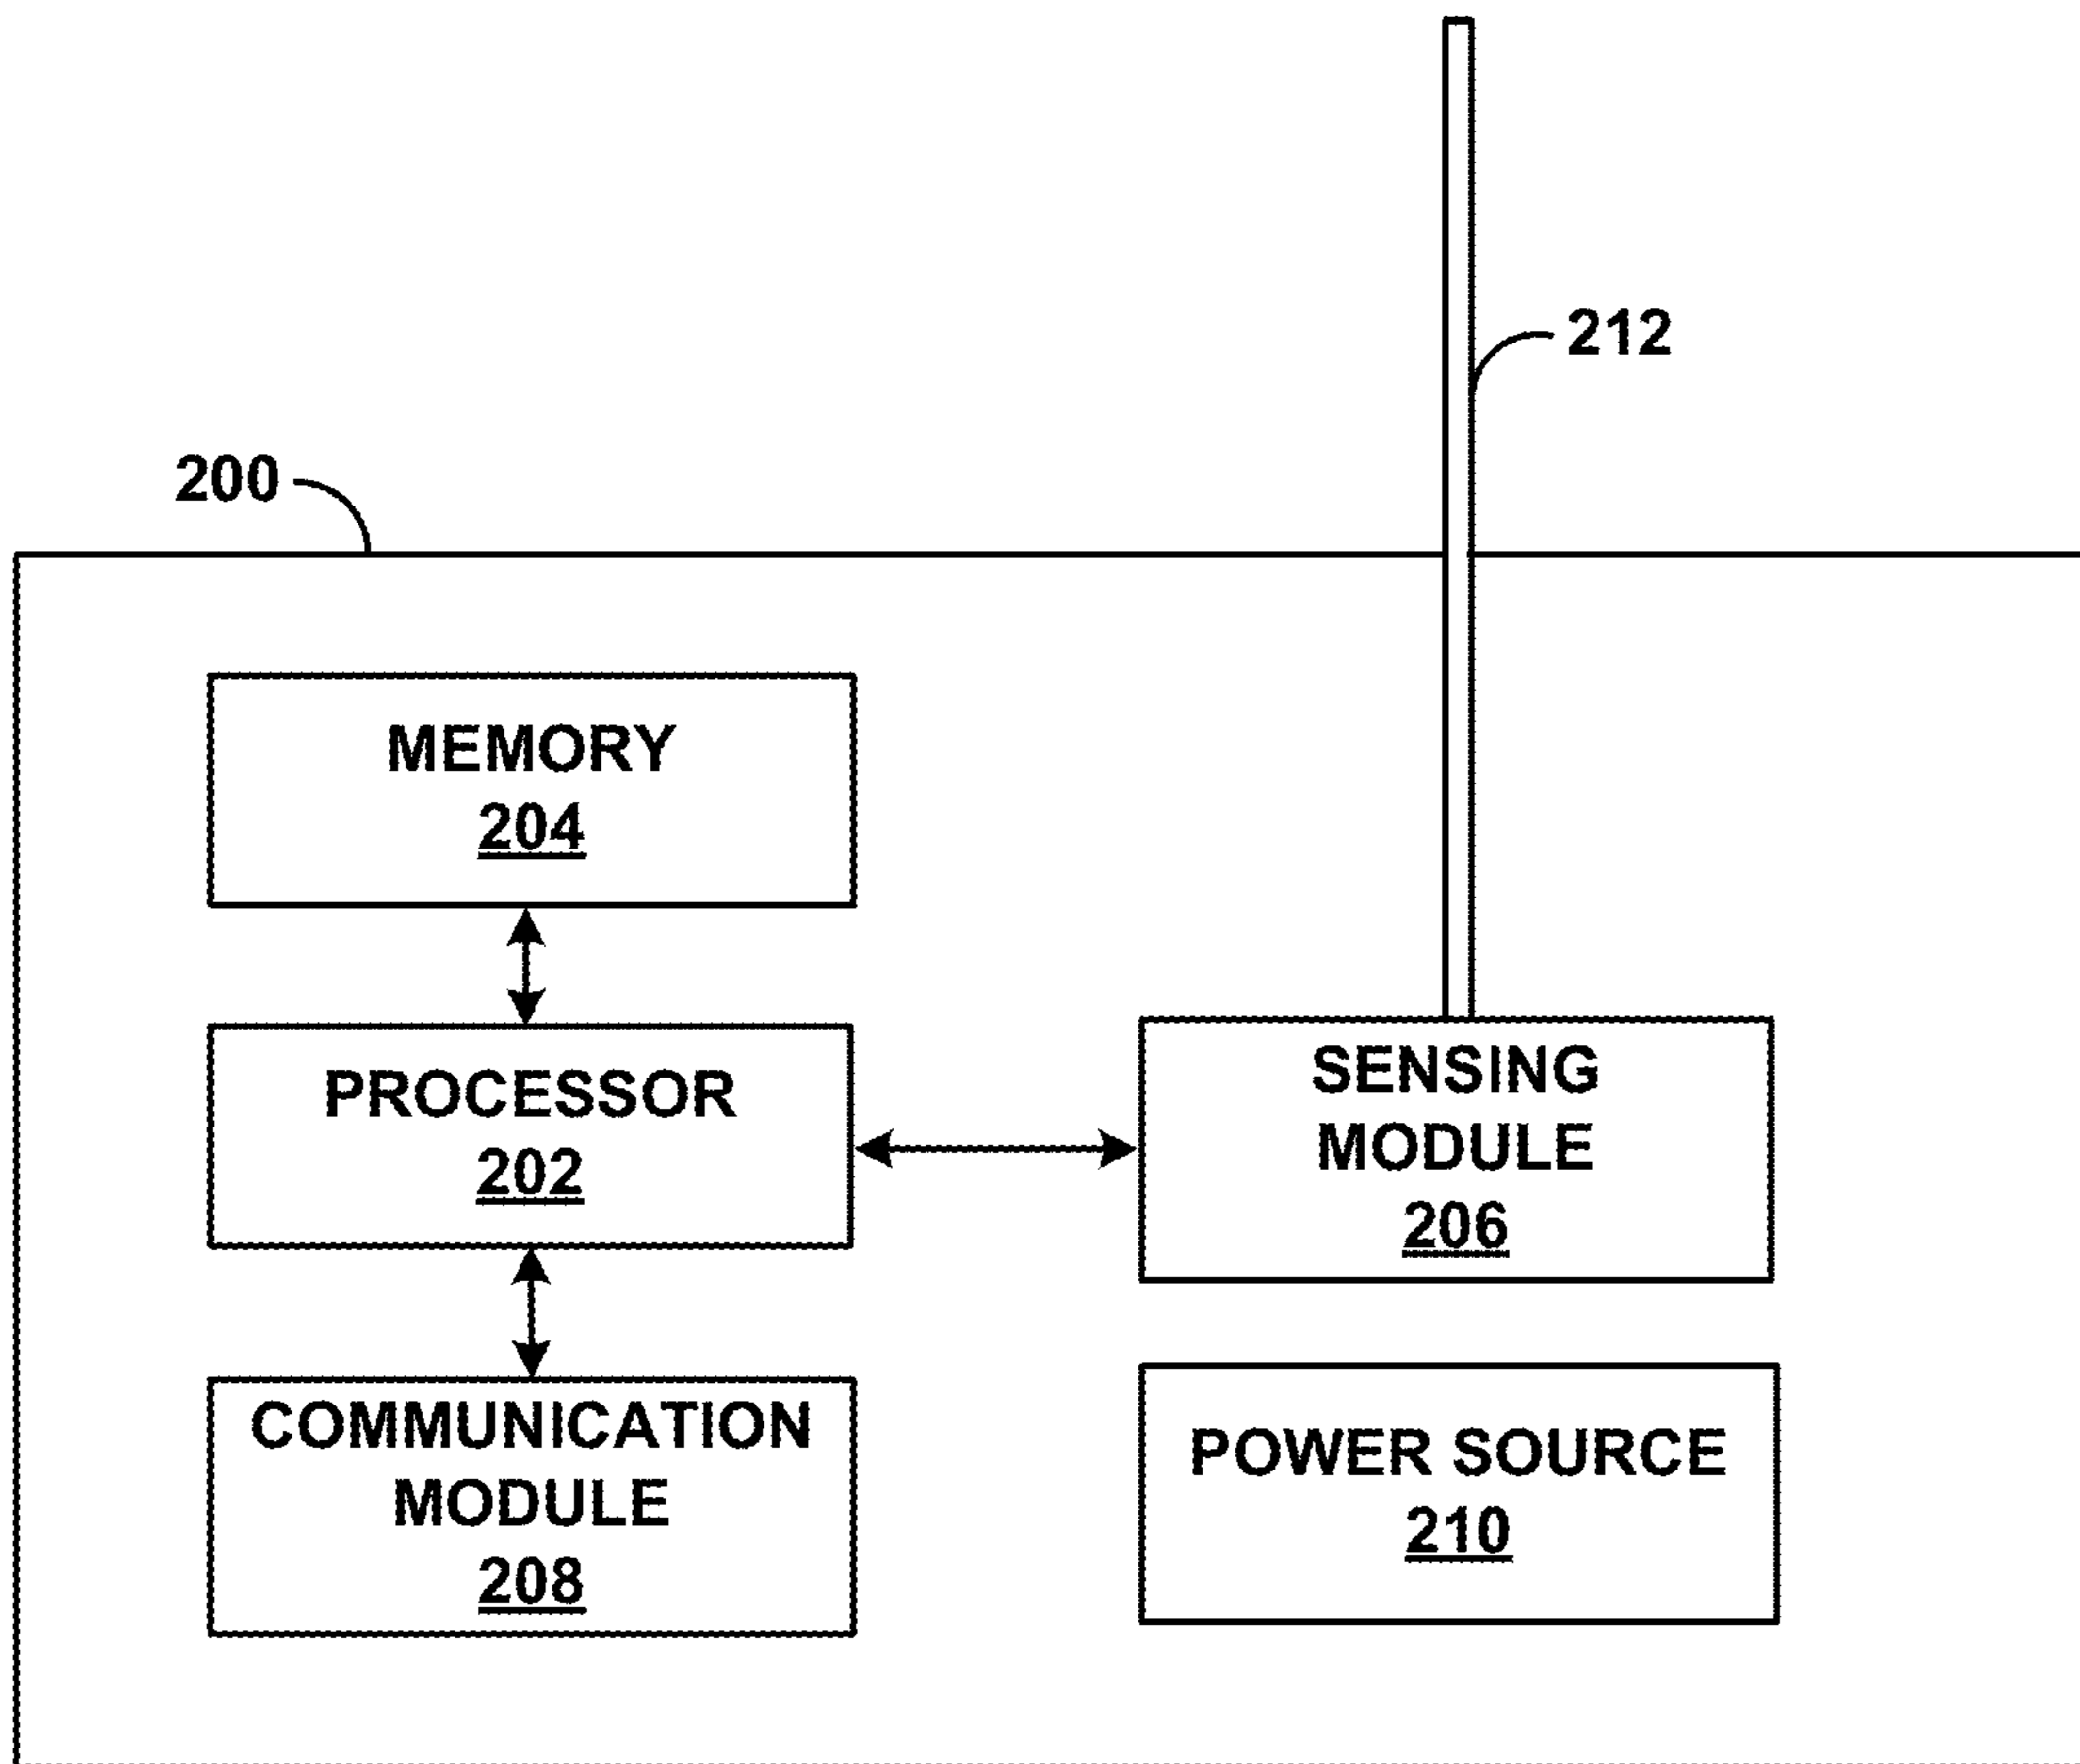 212
200
MEMORY
204
PROCESSOR
202
SENSING
MODULE
206
COMMUNICATION
MODULE
208
POWER SOURCE
210